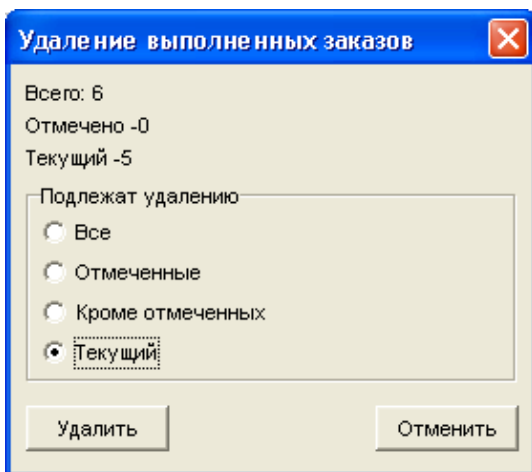 Удаление выполненных заказов
Всего: 6
Отмечено -0
Текущий -5
Подлежат удалению
Все
Отмеченные
Кроме отмеченных
Текущий
Удалить
Отменить